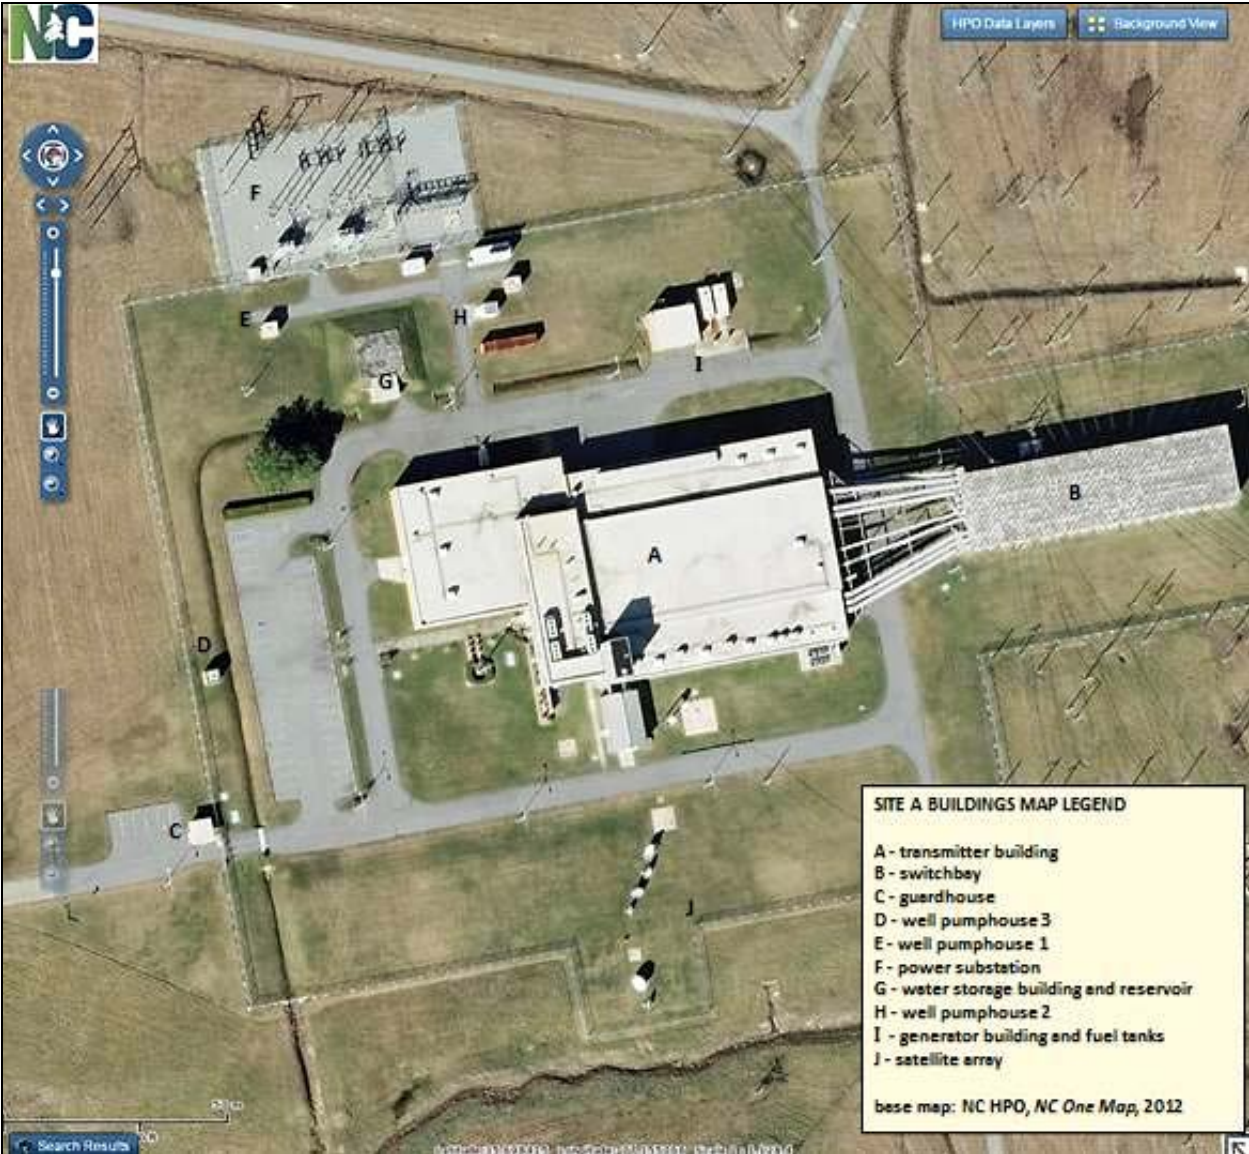 NC
HPO Data Layers
Background View
F
E
H
G
I
B
A
D
C
J
SITE A BUILDINGS MAP LEGEND
A - transmitter building
B - switchbay
C - guardhouse
D - well pumphouse 3
E - well pumphouse 1
F - power substation
G - water storage building and reservoir
H - well pumphouse 2
I - generator building and fuel tanks
J - satellite array
base map: NC HPO, NC One Map, 2012
Search Results